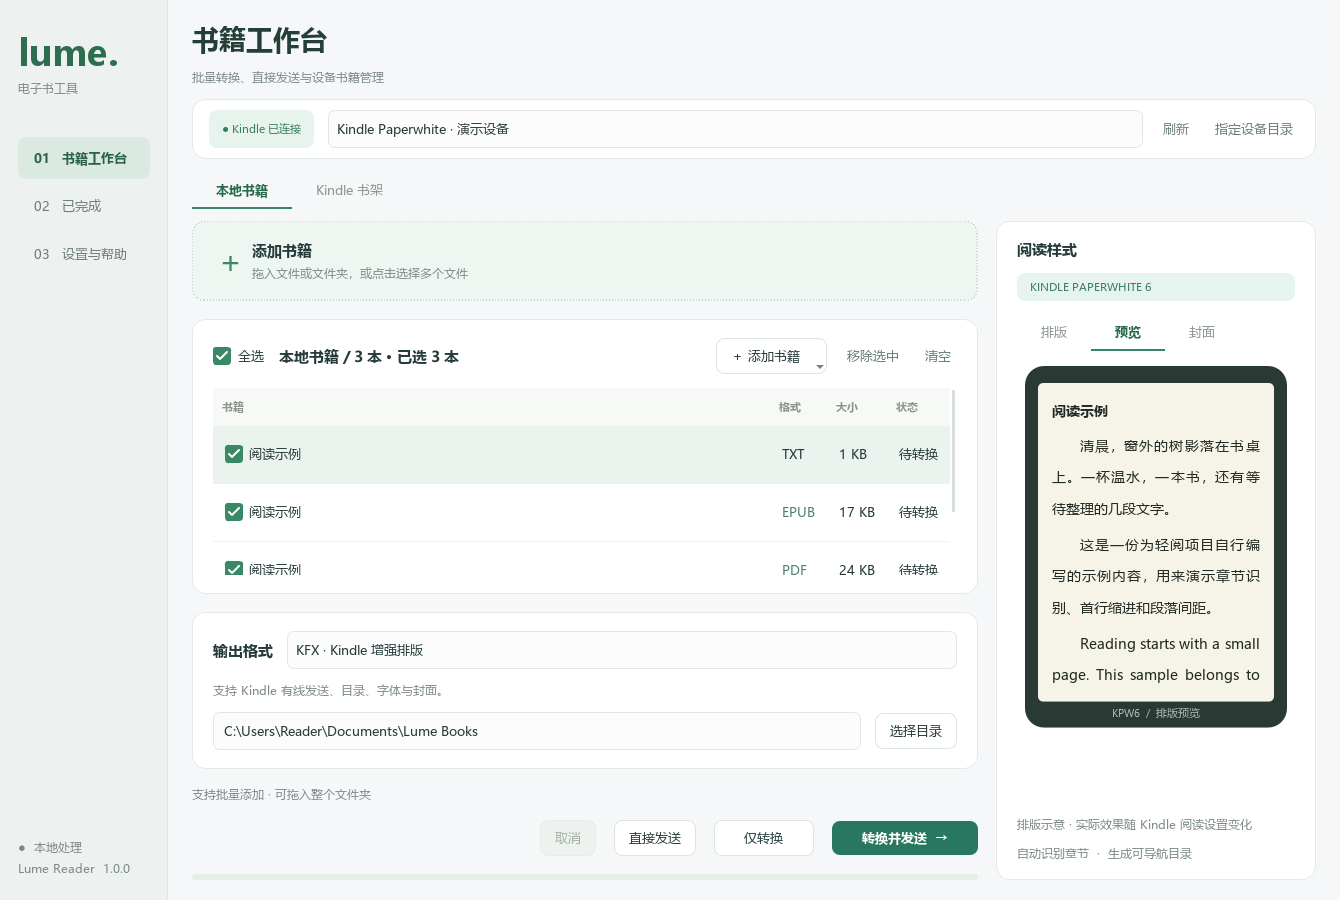 lume.
电子书工具
01 书籍工作台
02 已完成
03 设置与帮助
● 本地处理
Lume Reader 1.0.0
书籍工作台
批量转换、直接发送与设备书籍管理
● Kindle 已连接
Kindle Paperwhite · 演示设备
刷新
指定设备目录
本地书籍
Kindle 书架
+
添加书籍
拖入文件或文件夹，或点击选择多个文件
全选
本地书籍 / 3 本 · 已选 3 本
+ 添加书籍
移除选中
清空
书籍 格式 大小 状态
阅读示例 TXT 1 KB 待转换
阅读示例 EPUB 17 KB 待转换
阅读示例 PDF 24 KB 待转换
输出格式
KFX · Kindle 增强排版
支持 Kindle 有线发送、目录、字体与封面。
C:\Users\Reader\Documents\Lume Books
选择目录
支持批量添加 · 可拖入整个文件夹
取消
直接发送
仅转换
转换并发送 →
阅读样式
KINDLE PAPERWHITE 6
排版
预览
封面
阅读示例
清晨，窗外的树影落在书桌
上。一杯温水，一本书，还有等
待整理的几段文字。
这是一份为轻阅项目自行编
写的示例内容，用来演示章节识
别、首行缩进和段落间距。
Reading starts with a small
page. This sample belongs to
KPW6 / 排版预览
排版示意 · 实际效果随 Kindle 阅读设置变化
自动识别章节 · 生成可导航目录